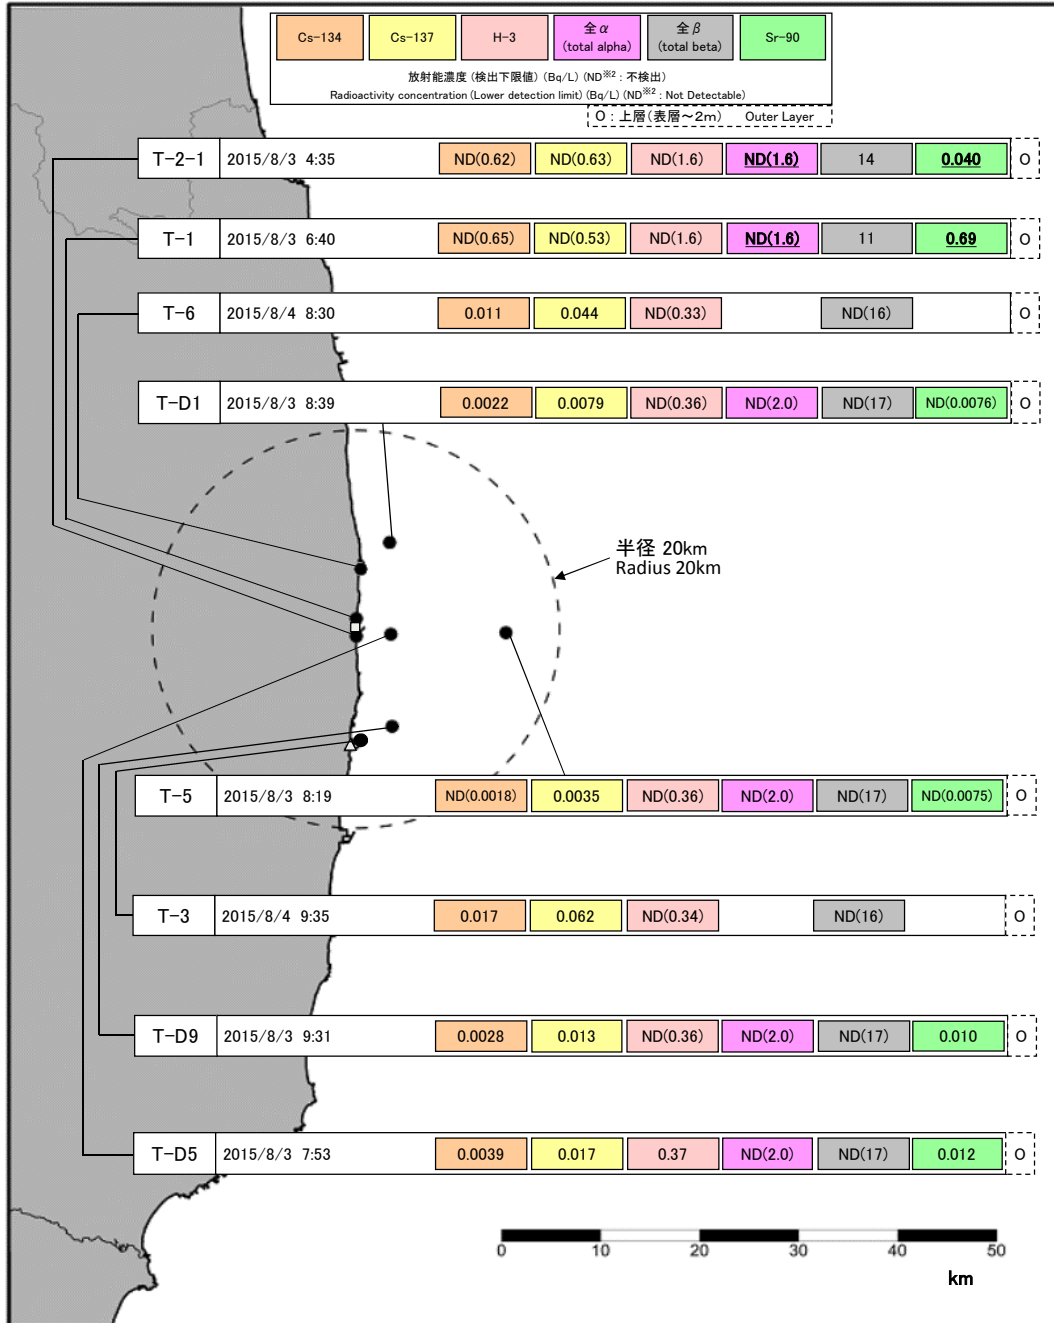 Cs-134
Cs-137
H-3
全α
(total alpha)
全β
(total beta)
Sr-90
放射能濃度 (検出下限値) (Bq/L) (ND※2 : 不検出)
Radioactivity concentration (Lower detection limit) (Bq/L) (ND※2 : Not Detectable)
O : 上層(表層～2m) Outer Layer
T-2-1 2015/8/3 4:35 ND(0.62) ND(0.63) ND(1.6) ND(1.6) 14 0.040 O
T-1 2015/8/3 6:40 ND(0.65) ND(0.53) ND(1.6) ND(1.6) 11 0.69 O
T-6 2015/8/4 8:30 0.011 0.044 ND(0.33) ND(16) O
T-D1 2015/8/3 8:39 0.0022 0.0079 ND(0.36) ND(2.0) ND(17) ND(0.0076) O
半径 20km
Radius 20km
T-5 2015/8/3 8:19 ND(0.0018) 0.0035 ND(0.36) ND(2.0) ND(17) ND(0.0075) O
T-3 2015/8/4 9:35 0.017 0.062 ND(0.34) ND(16) O
T-D9 2015/8/3 9:31 0.0028 0.013 ND(0.36) ND(2.0) ND(17) 0.010 O
T-D5 2015/8/3 7:53 0.0039 0.017 0.37 ND(2.0) ND(17) 0.012 O
0 10 20 30 40 50
km